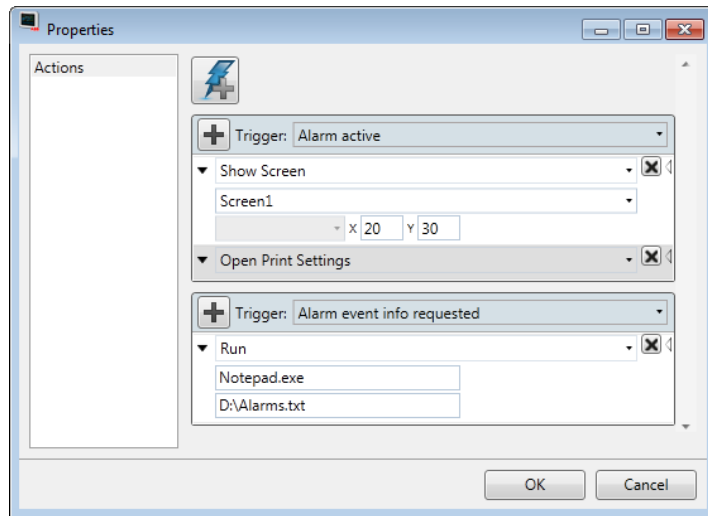 Properties
Actions
Trigger: Alarm active
Show Screen
Screen1
X 20 Y 30
Open Print Settings
Trigger: Alarm event info requested
Run
Notepad.exe
D:\Alarms.txt
OK Cancel